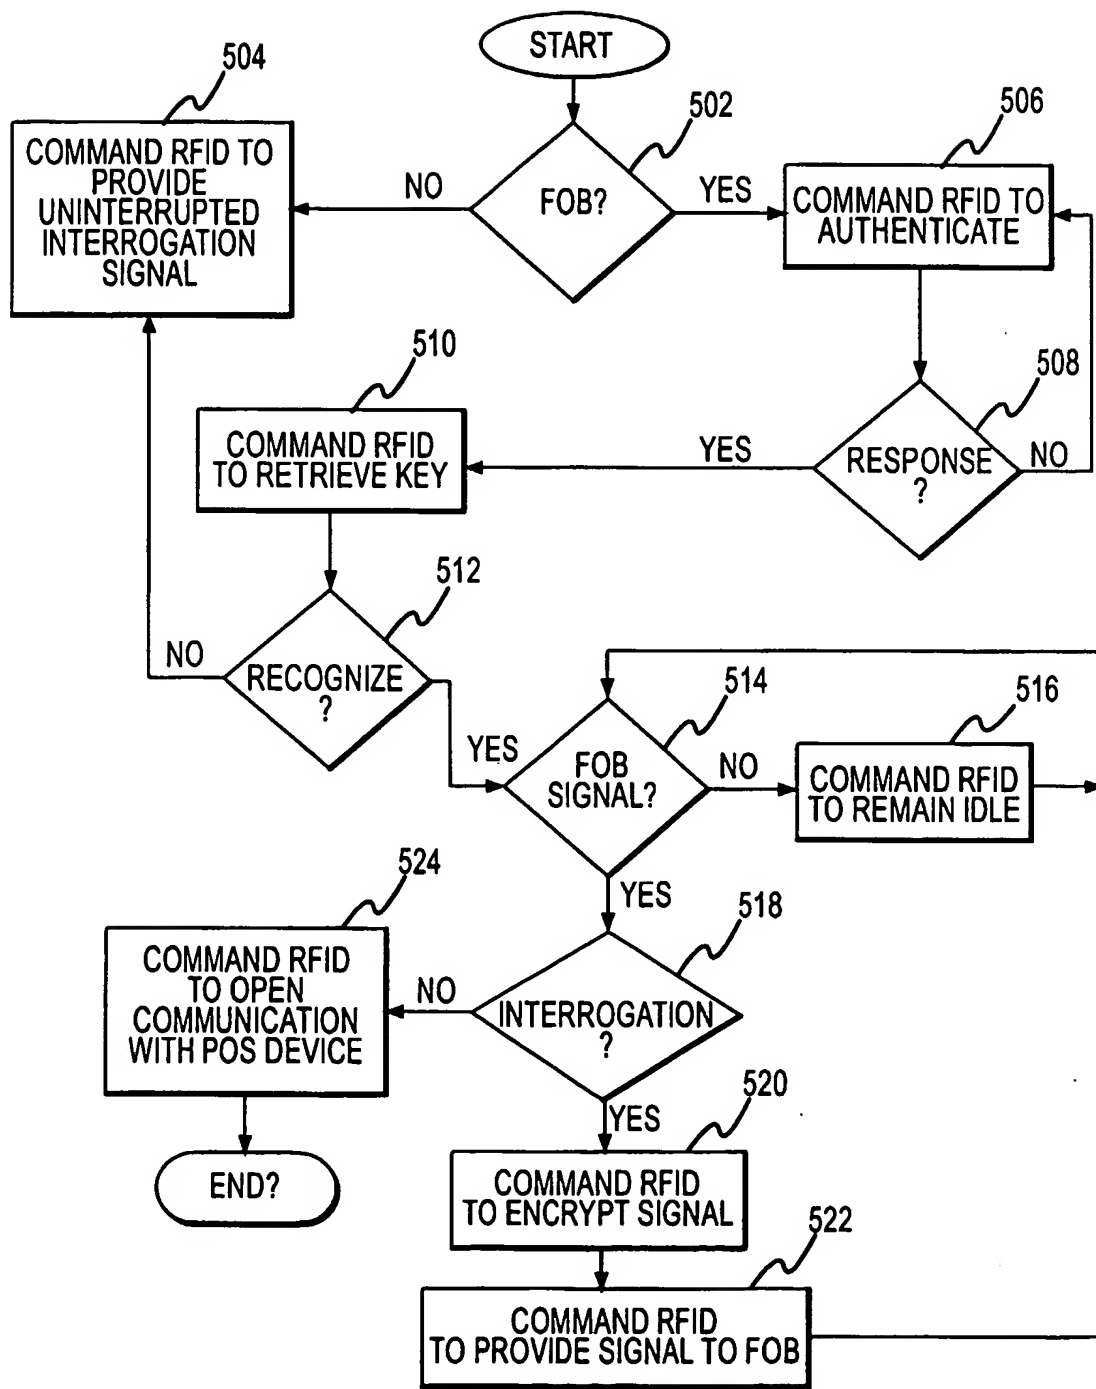 START
504
502
506
COMMAND RFID TO
PROVIDE
UNINTERRUPTED
INTERROGATION
SIGNAL
NO
FOB?
YES
COMMAND RFID TO
AUTHENTICATE
510
508
COMMAND RFID
TO RETRIEVE KEY
YES
RESPONSE
?
NO
512
NO
RECOGNIZE
?
YES
514
516
FOB
SIGNAL?
NO
COMMAND RFID
TO REMAIN IDLE
524
YES
518
COMMAND RFID
TO OPEN
COMMUNICATION
WITH POS DEVICE
NO
INTERROGATION
?
YES
520
END?
COMMAND RFID
TO ENCRYPT SIGNAL
522
COMMAND RFID
TO PROVIDE SIGNAL TO FOB